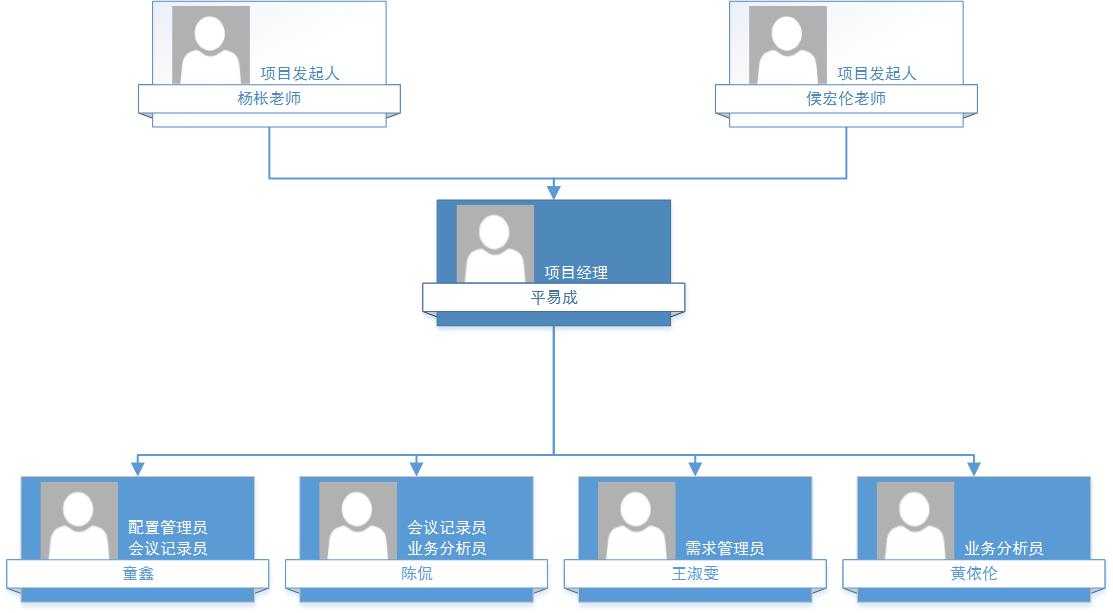 项目发起人
杨枨老师
项目发起人
侯宏伦老师
项目经理
平易成
配置管理员
会议记录员
童鑫
会议记录员
业务分析员
陈侃
需求管理员
王淑雯
业务分析员
黄依伦